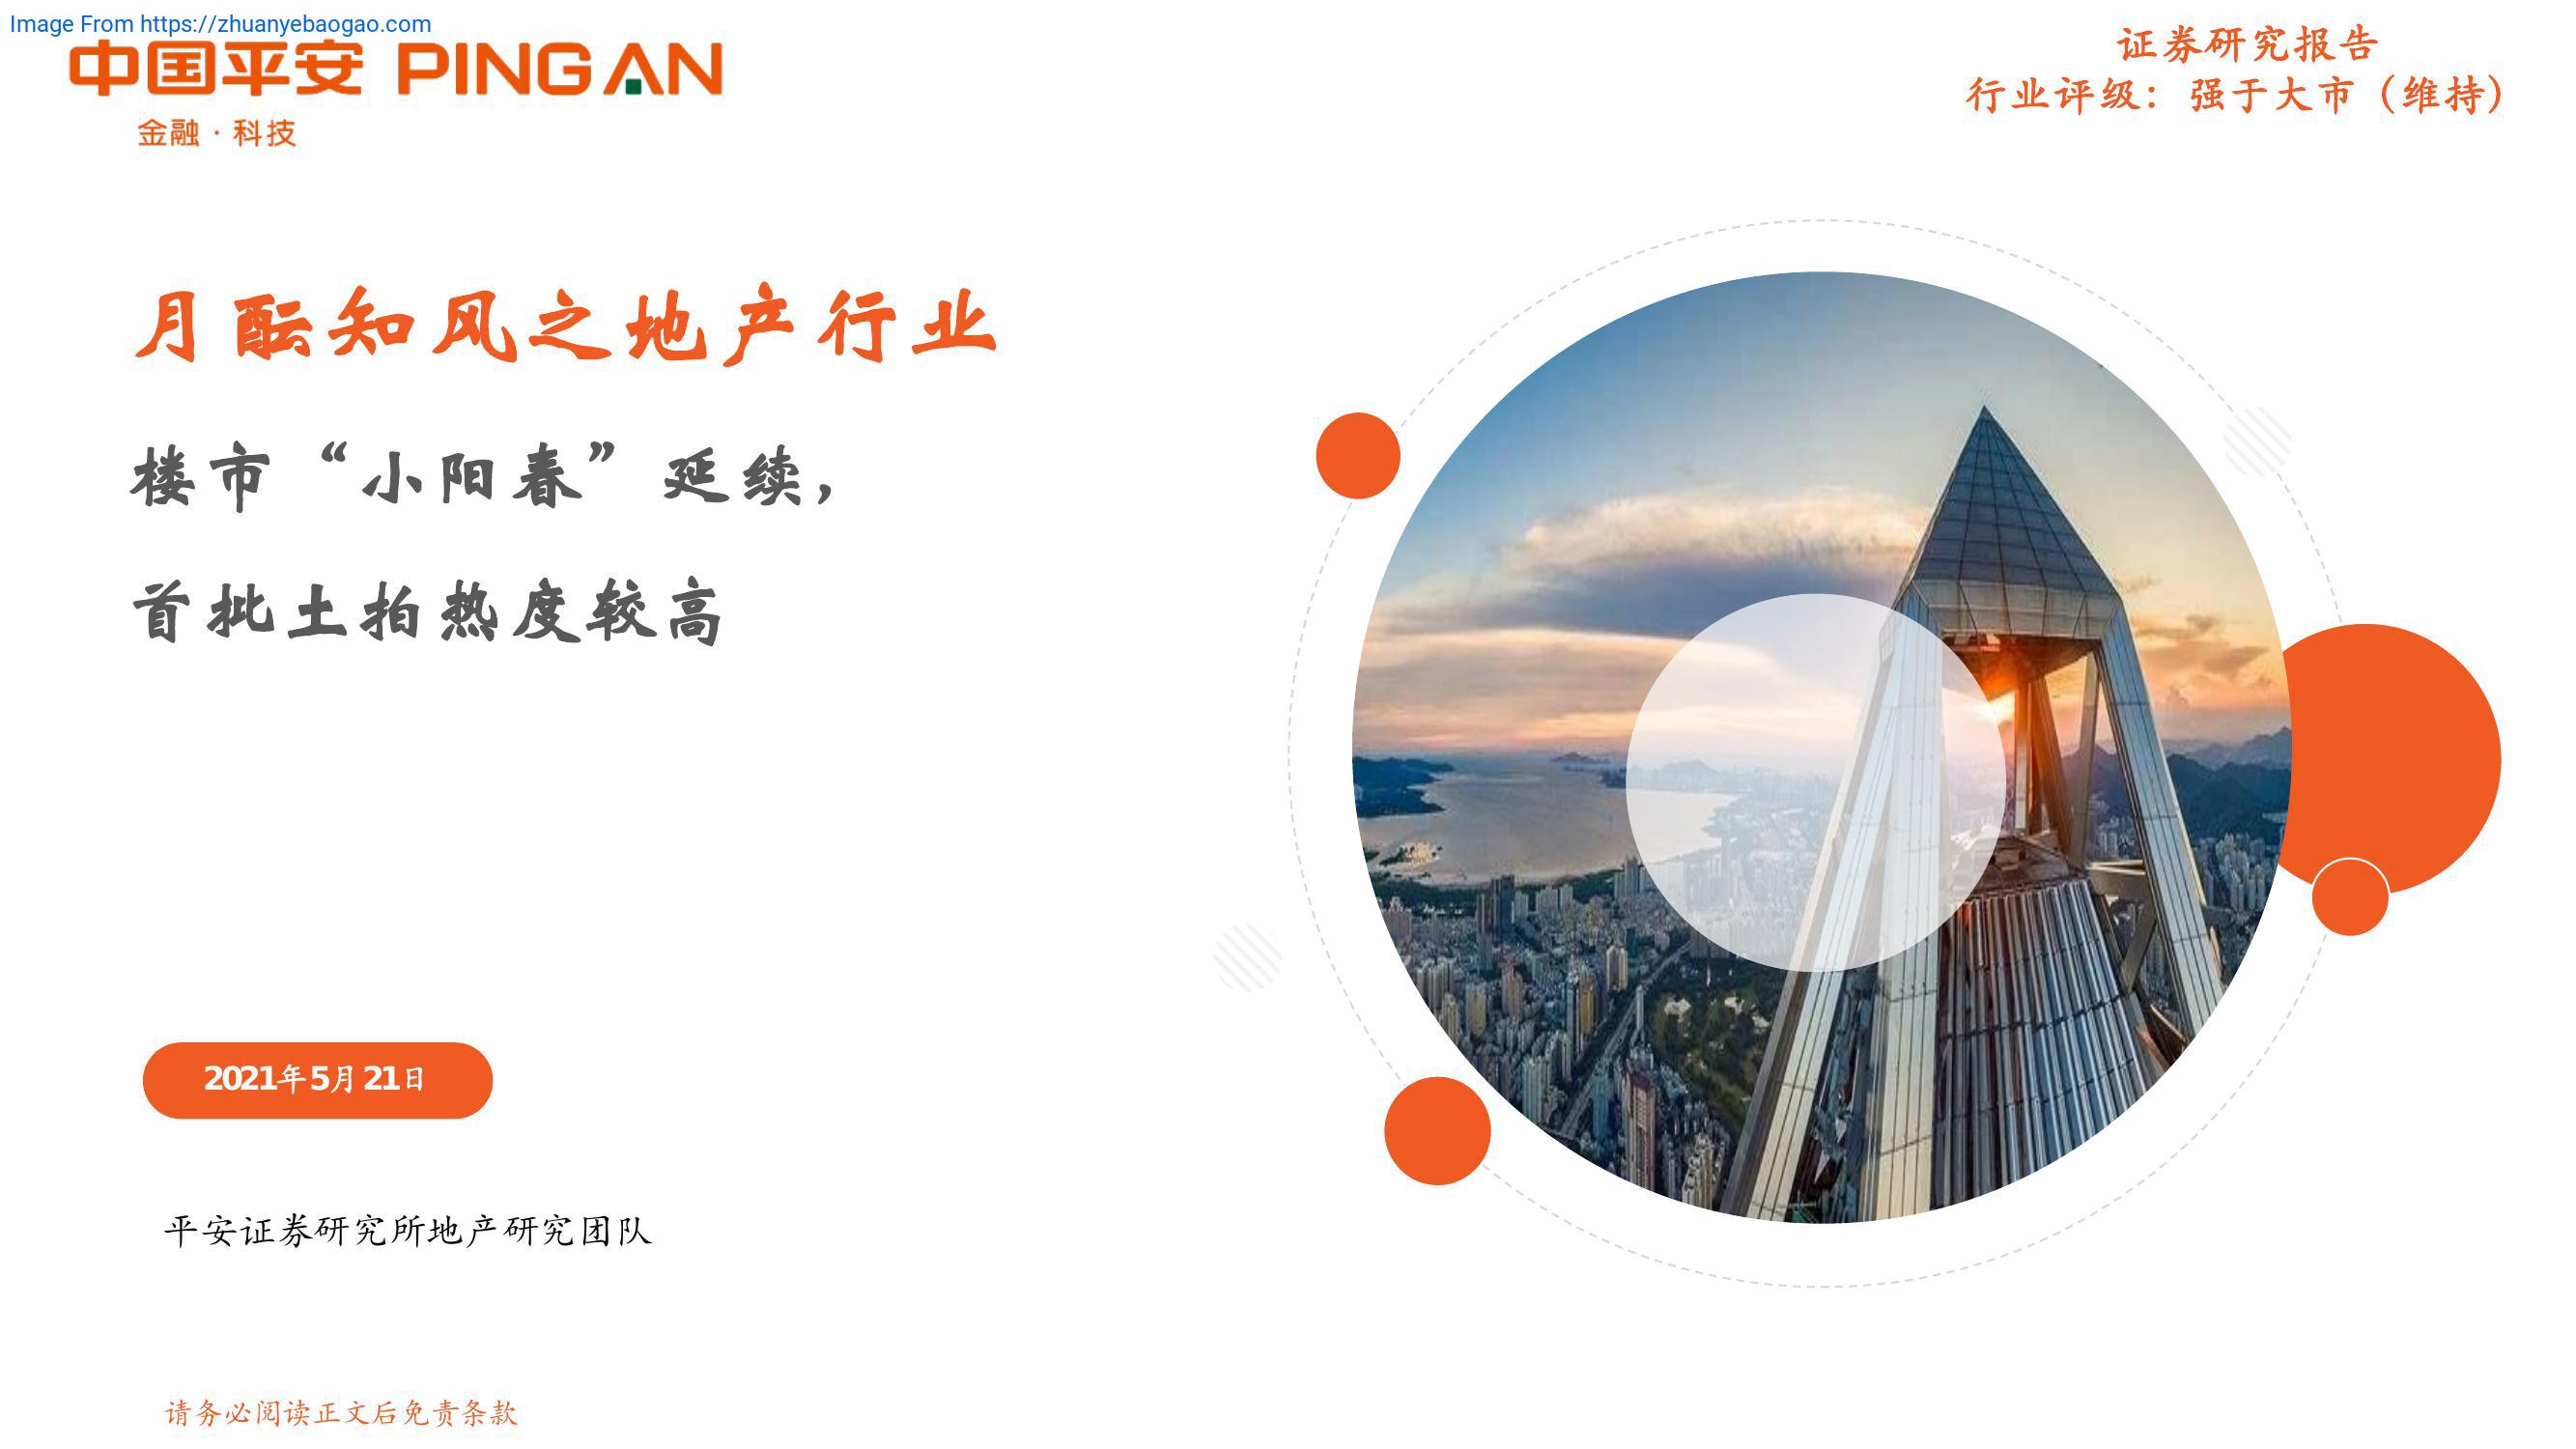 Image From https://zhuanyebaogao.com
中国平安 PINGAN
金融·科技
证券研究报告
行业评级：强于大市（维持）
月酝知风之地产行业
楼市“小阳春”延续，
首批土拍热度较高
2021年5月21日
平安证券研究所地产研究团队
请务必阅读正文后免责条款